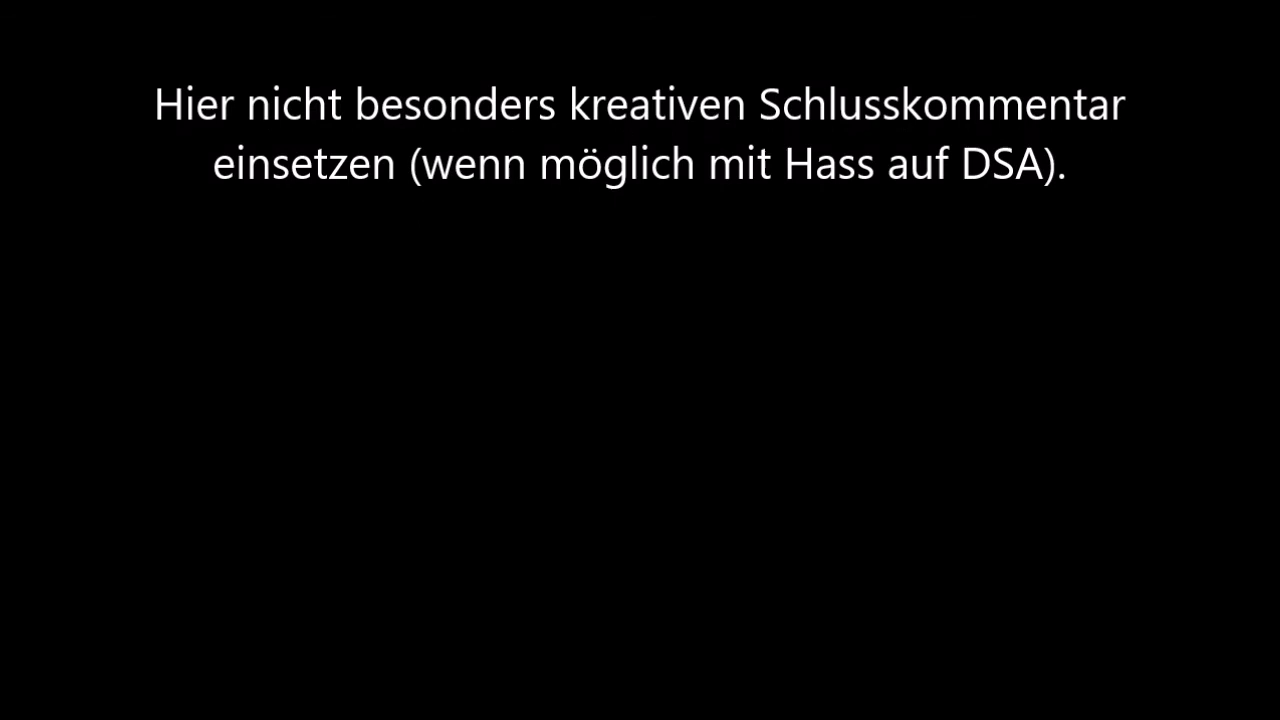 Hier nicht besonders kreativen Schlusskommentar
einsetzen (wenn möglich mit Hass auf DSA).